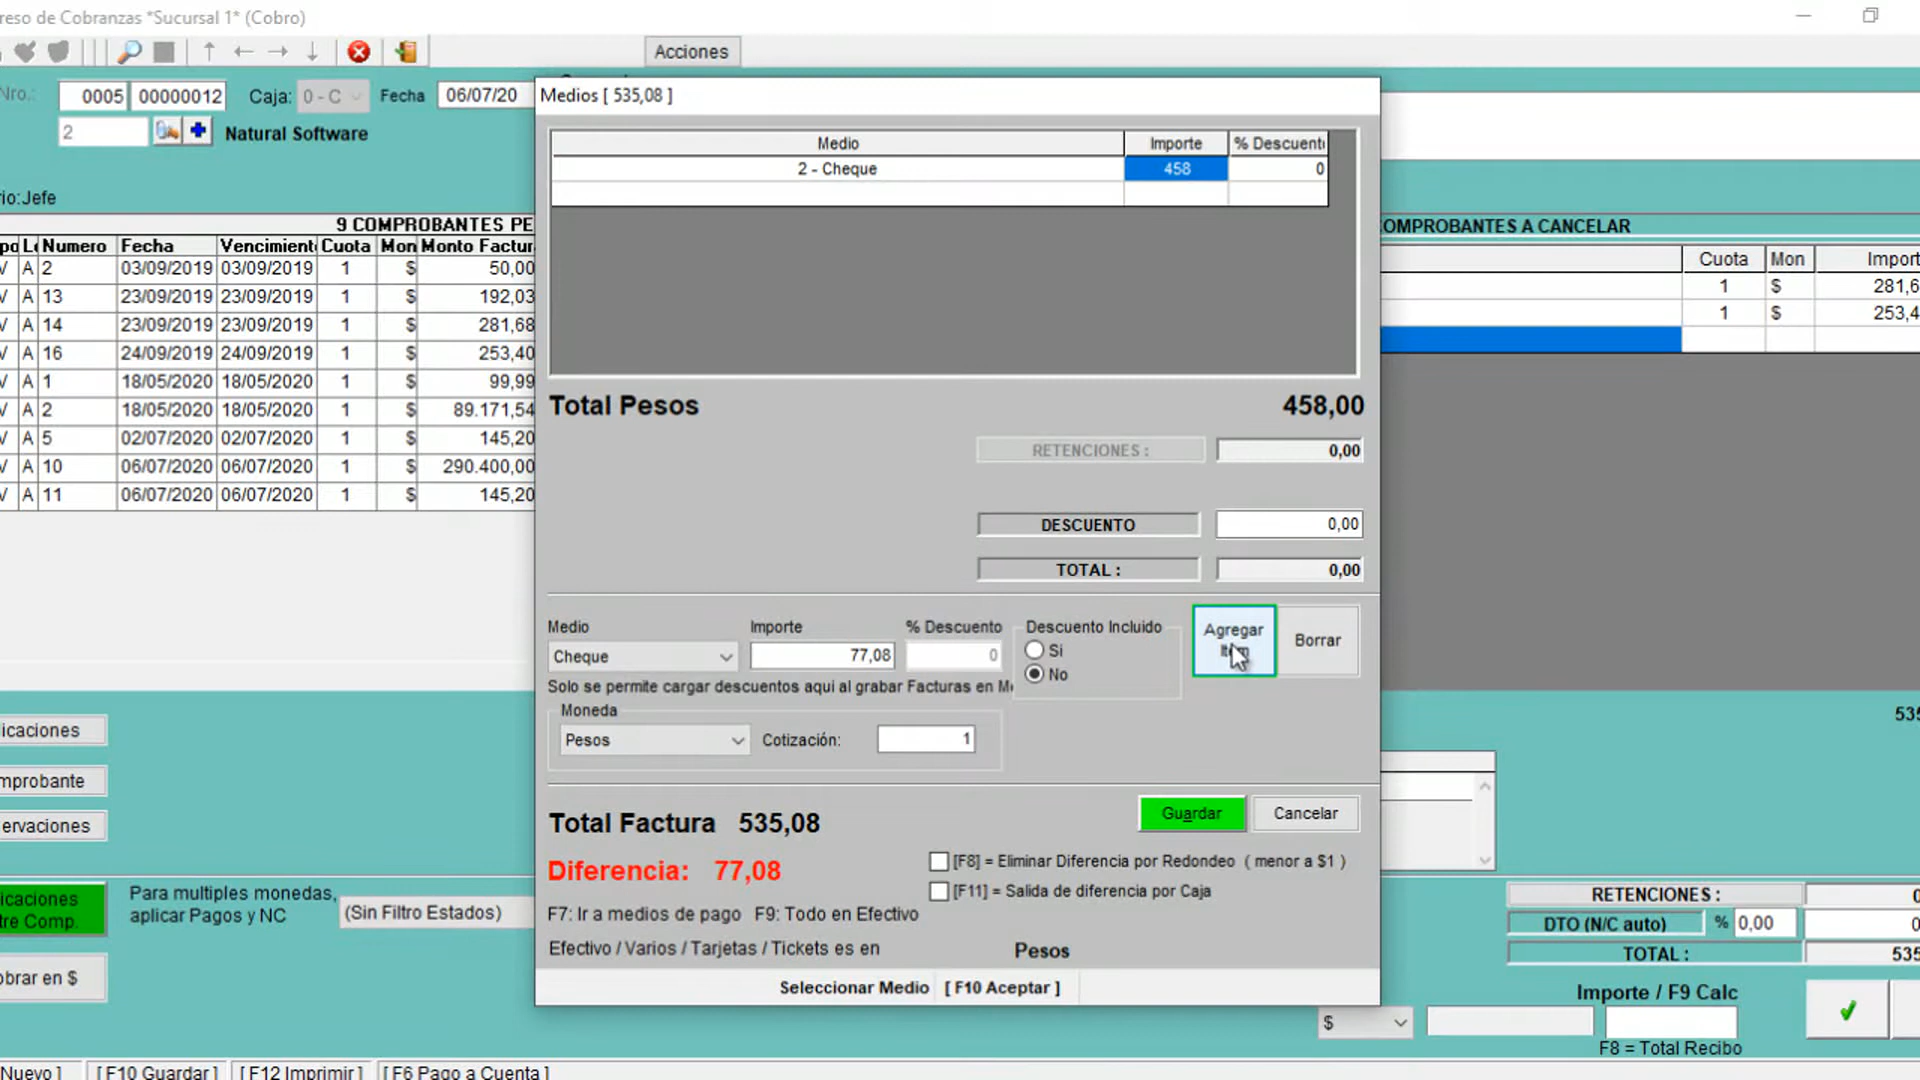 reso de Cobranzas *Sucursal 1* (Cobro)
Acciones
Nro.: 0005 00000012 Caja: 0 - C Fecha 06/07/20
2 Natural Software
rio:Jefe
9 COMPROBANTES PE
po Le Numero Fecha Vencimient Cuota Mon Monto Factur
V A 2 03/09/2019 03/09/2019 1 $ 50,00
V A 13 23/09/2019 23/09/2019 1 $ 192,03
V A 14 23/09/2019 23/09/2019 1 $ 281,68
V A 16 24/09/2019 24/09/2019 1 $ 253,40
V A 1 18/05/2020 18/05/2020 1 $ 99,99
V A 2 18/05/2020 18/05/2020 1 $ 89.171,54
V A 5 02/07/2020 02/07/2020 1 $ 145,20
V A 10 06/07/2020 06/07/2020 1 $ 290.400,00
V A 11 06/07/2020 06/07/2020 1 $ 145,20
Medios [ 535,08 ]
Medio Importe % Descuent
2 - Cheque 458 0
Total Pesos 458,00
RETENCIONES : 0,00
DESCUENTO 0,00
TOTAL : 0,00
Medio Importe % Descuento Descuento Incluido
Cheque 77,08 0
Si
No
Agregar
Item
Borrar
Solo se permite cargar descuentos aqui al grabar Facturas en M
Moneda
Pesos Cotización: 1
Total Factura 535,08
Guardar Cancelar
Diferencia: 77,08
[F8] = Eliminar Diferencia por Redondeo ( menor a $1 )
[F11] = Salida de diferencia por Caja
F7: Ir a medios de pago F9: Todo en Efectivo
Efectivo / Varios / Tarjetas / Tickets es en Pesos
Seleccionar Medio [ F10 Aceptar ]
OMPROBANTES A CANCELAR
Cuota Mon Import
1 $ 281,6
1 $ 253,4
535
licaciones
mprobante
ervaciones
licaciones
tre Comp.
Para multiples monedas,
aplicar Pagos y NC
(Sin Filtro Estados)
obrar en $
RETENCIONES : 0
DTO (N/C auto) % 0,00 0
TOTAL : 535
Importe / F9 Calc
$
F8 = Total Recibo
Nuevo ] [ F10 Guardar ] [ F12 Imprimir ] [ F6 Pago a Cuenta ]